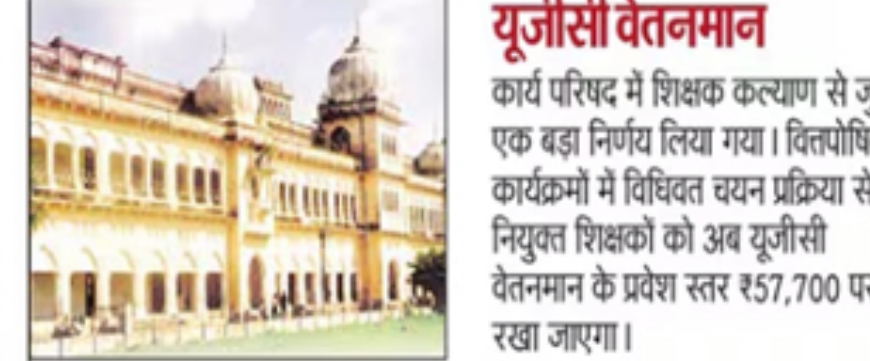 यूजीसी वेतनमान
कार्य परिषद में शिक्षक कल्याण से
एक बड़ा निर्णय लिया गया। वित्तपोषि
कार्यक्रमों में विधिवत चयन प्रक्रिया से
नियुक्त शिक्षकों को अब यूजीसी
वेतनमान के प्रवेश स्तर ₹57,700 पर
रखा जाएगा।